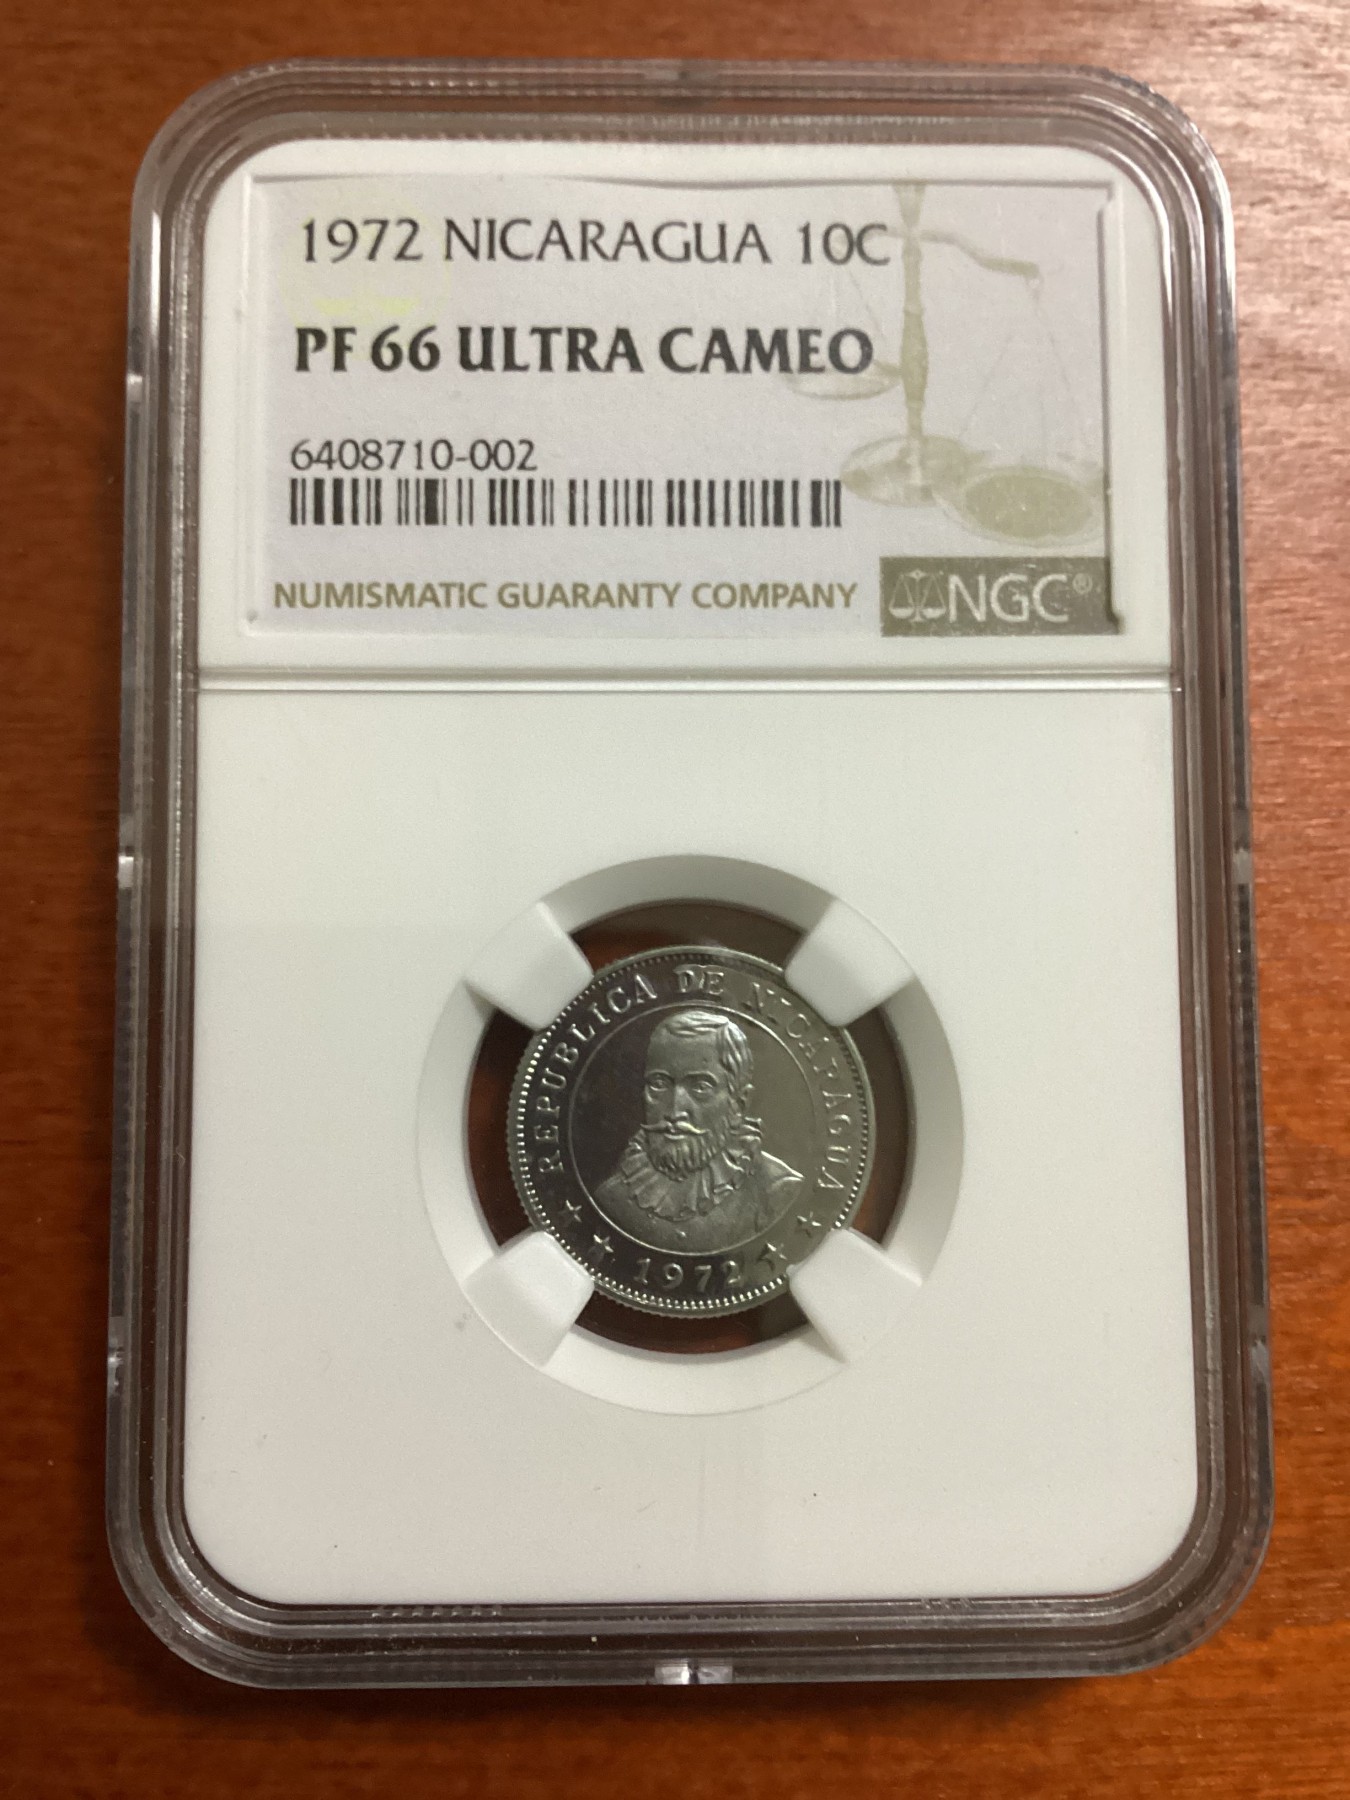 1972 NICARAGUA 10C
PF 66 ULTRA CAMEO
6408710-002
NUMISMATIC GUARANTY COMPANY
NGC®
REPUBLICA DE NICARAGUA
1972